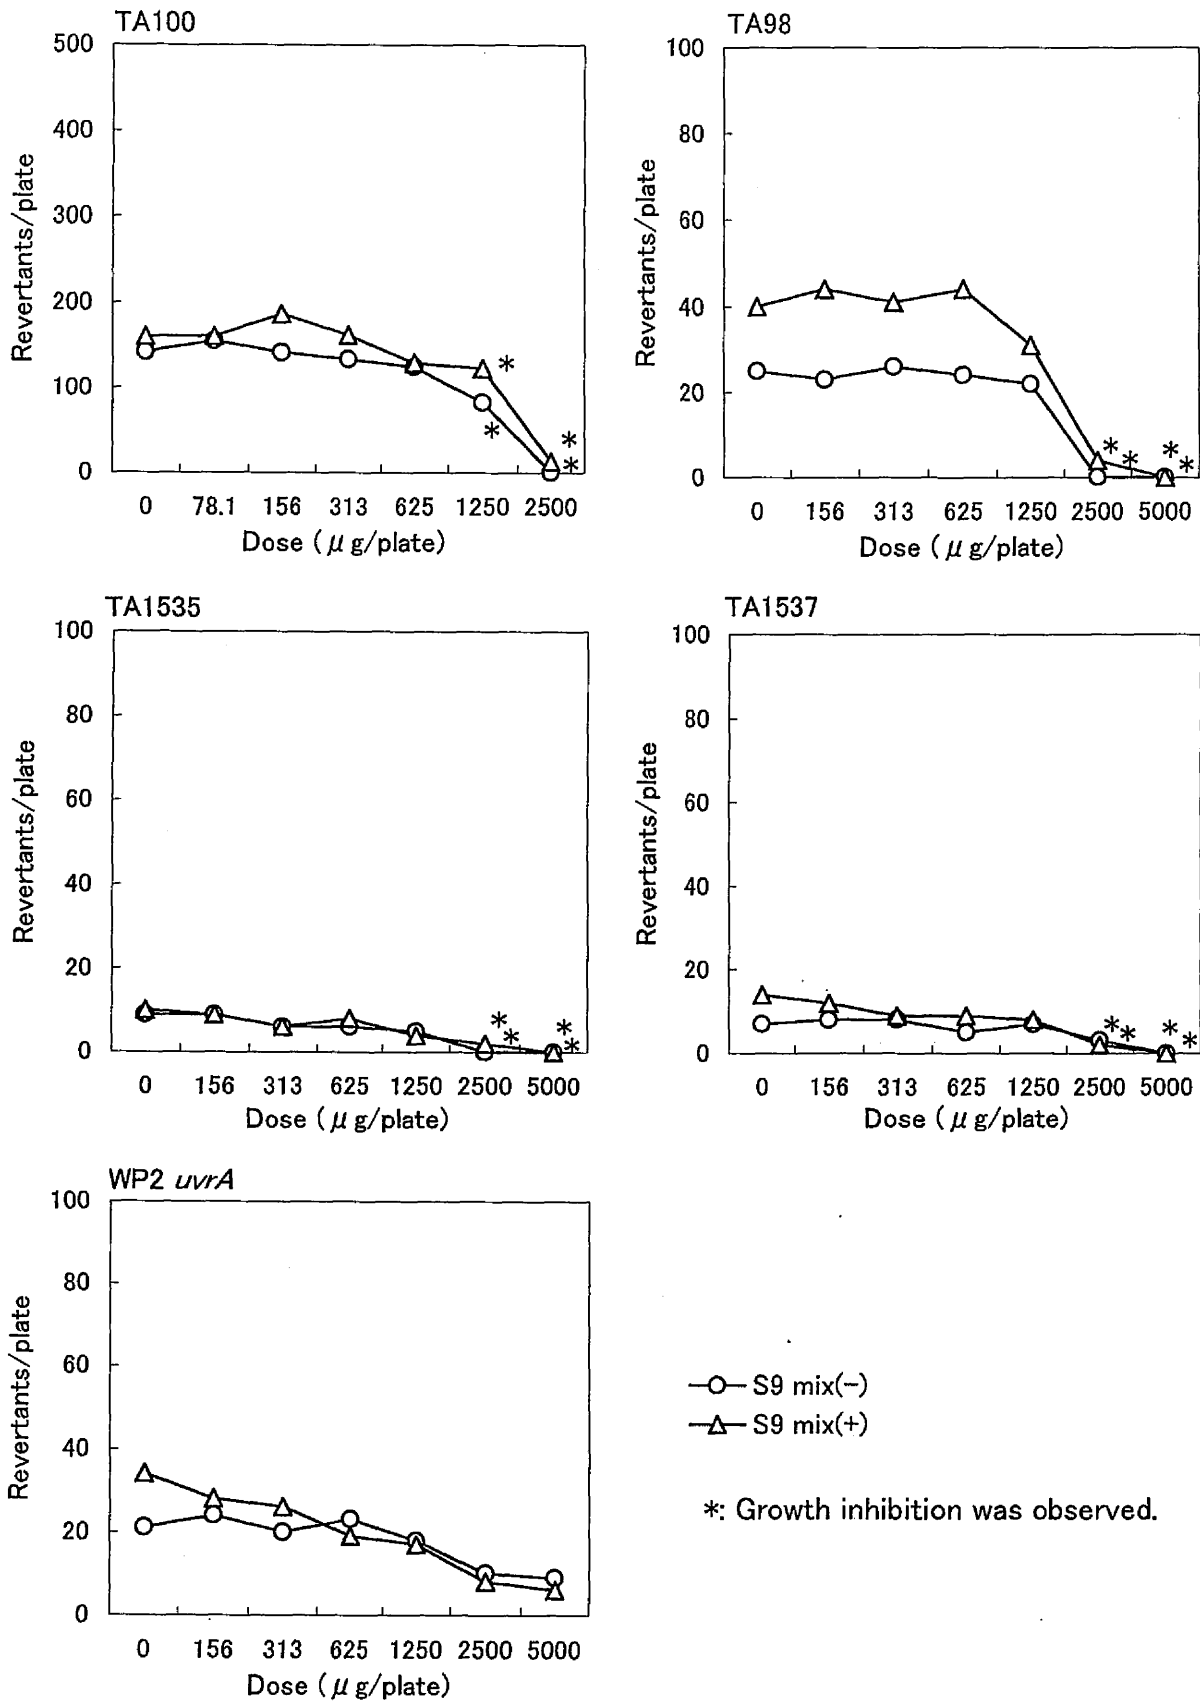 TA100
500
400
300
200
100
0
Revertants/plate
*
*
*
*
0 78.1 156 313 625 1250 2500
Dose ( μ g/plate)
TA98
100
80
60
40
20
0
Revertants/plate
* * * *
0 156 313 625 1250 2500 5000
Dose ( μ g/plate)
TA1535
100
80
60
40
20
0
Revertants/plate
* * * *
0 156 313 625 1250 2500 5000
Dose ( μ g/plate)
TA1537
100
80
60
40
20
0
Revertants/plate
* * * *
0 156 313 625 1250 2500 5000
Dose ( μ g/plate)
WP2 uvrA
100
80
60
40
20
0
Revertants/plate
0 156 313 625 1250 2500 5000
Dose ( μ g/plate)
S9 mix(-)
S9 mix(+)
*: Growth inhibition was observed.